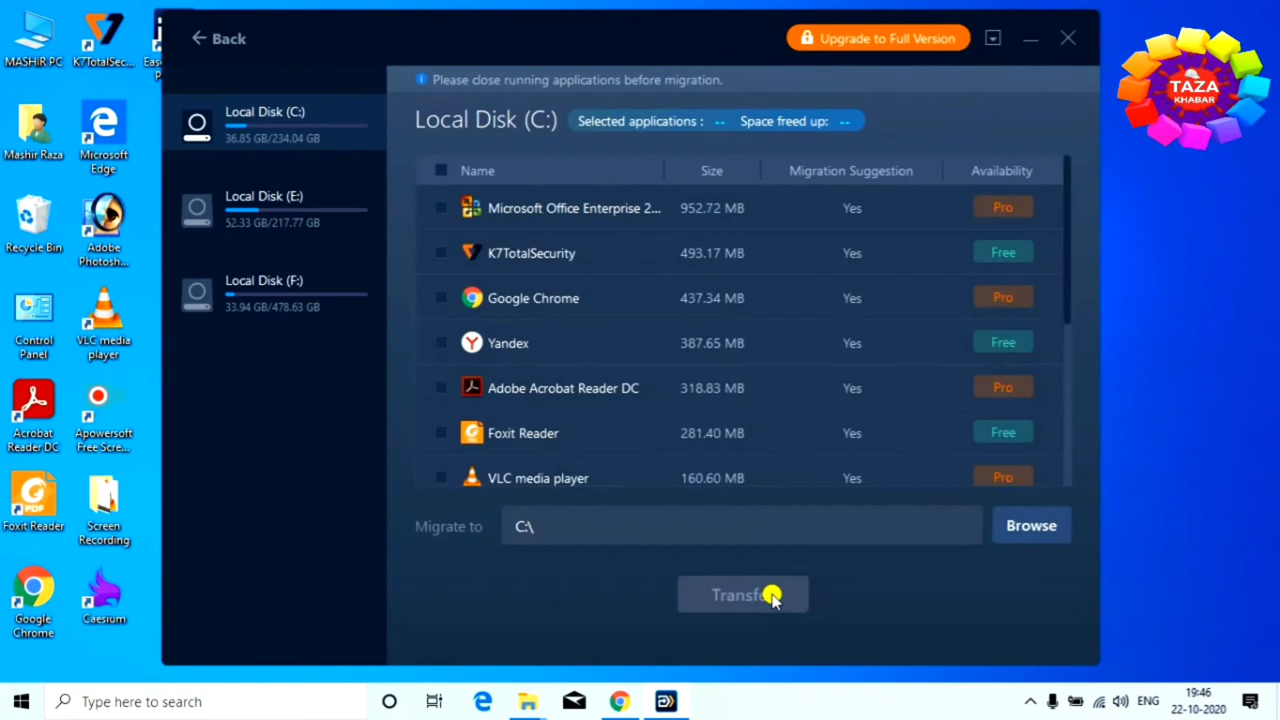 MASHIR PC
K7TotalSec...
Eas
P
Mashir Raza
Microsoft
Edge
Recycle Bin
Adobe
Photosh...
Control
Panel
VLC media
player
Acrobat
Reader DC
Apowersoft
Free Scre...
Foxit Reader
Screen
Recording
Google
Chrome
Caesium
Back
Upgrade to Full Version
TAZA
KHABAR
Local Disk (C:)
36.85 GB/234.04 GB
Local Disk (E:)
52.33 GB/217.77 GB
Local Disk (F:)
33.94 GB/478.63 GB
Please close running applications before migration.
Local Disk (C:) Selected applications : -- Space freed up: --
Name Size Migration Suggestion Availability
Microsoft Office Enterprise 2... 952.72 MB Yes Pro
K7TotalSecurity 493.17 MB Yes Free
Google Chrome 437.34 MB Yes Pro
Yandex 387.65 MB Yes Free
Adobe Acrobat Reader DC 318.83 MB Yes Pro
Foxit Reader 281.40 MB Yes Free
VLC media player 160.60 MB Yes Pro
Migrate to C:\ Browse
Transfe
Type here to search
ENG
19:46
22-10-2020